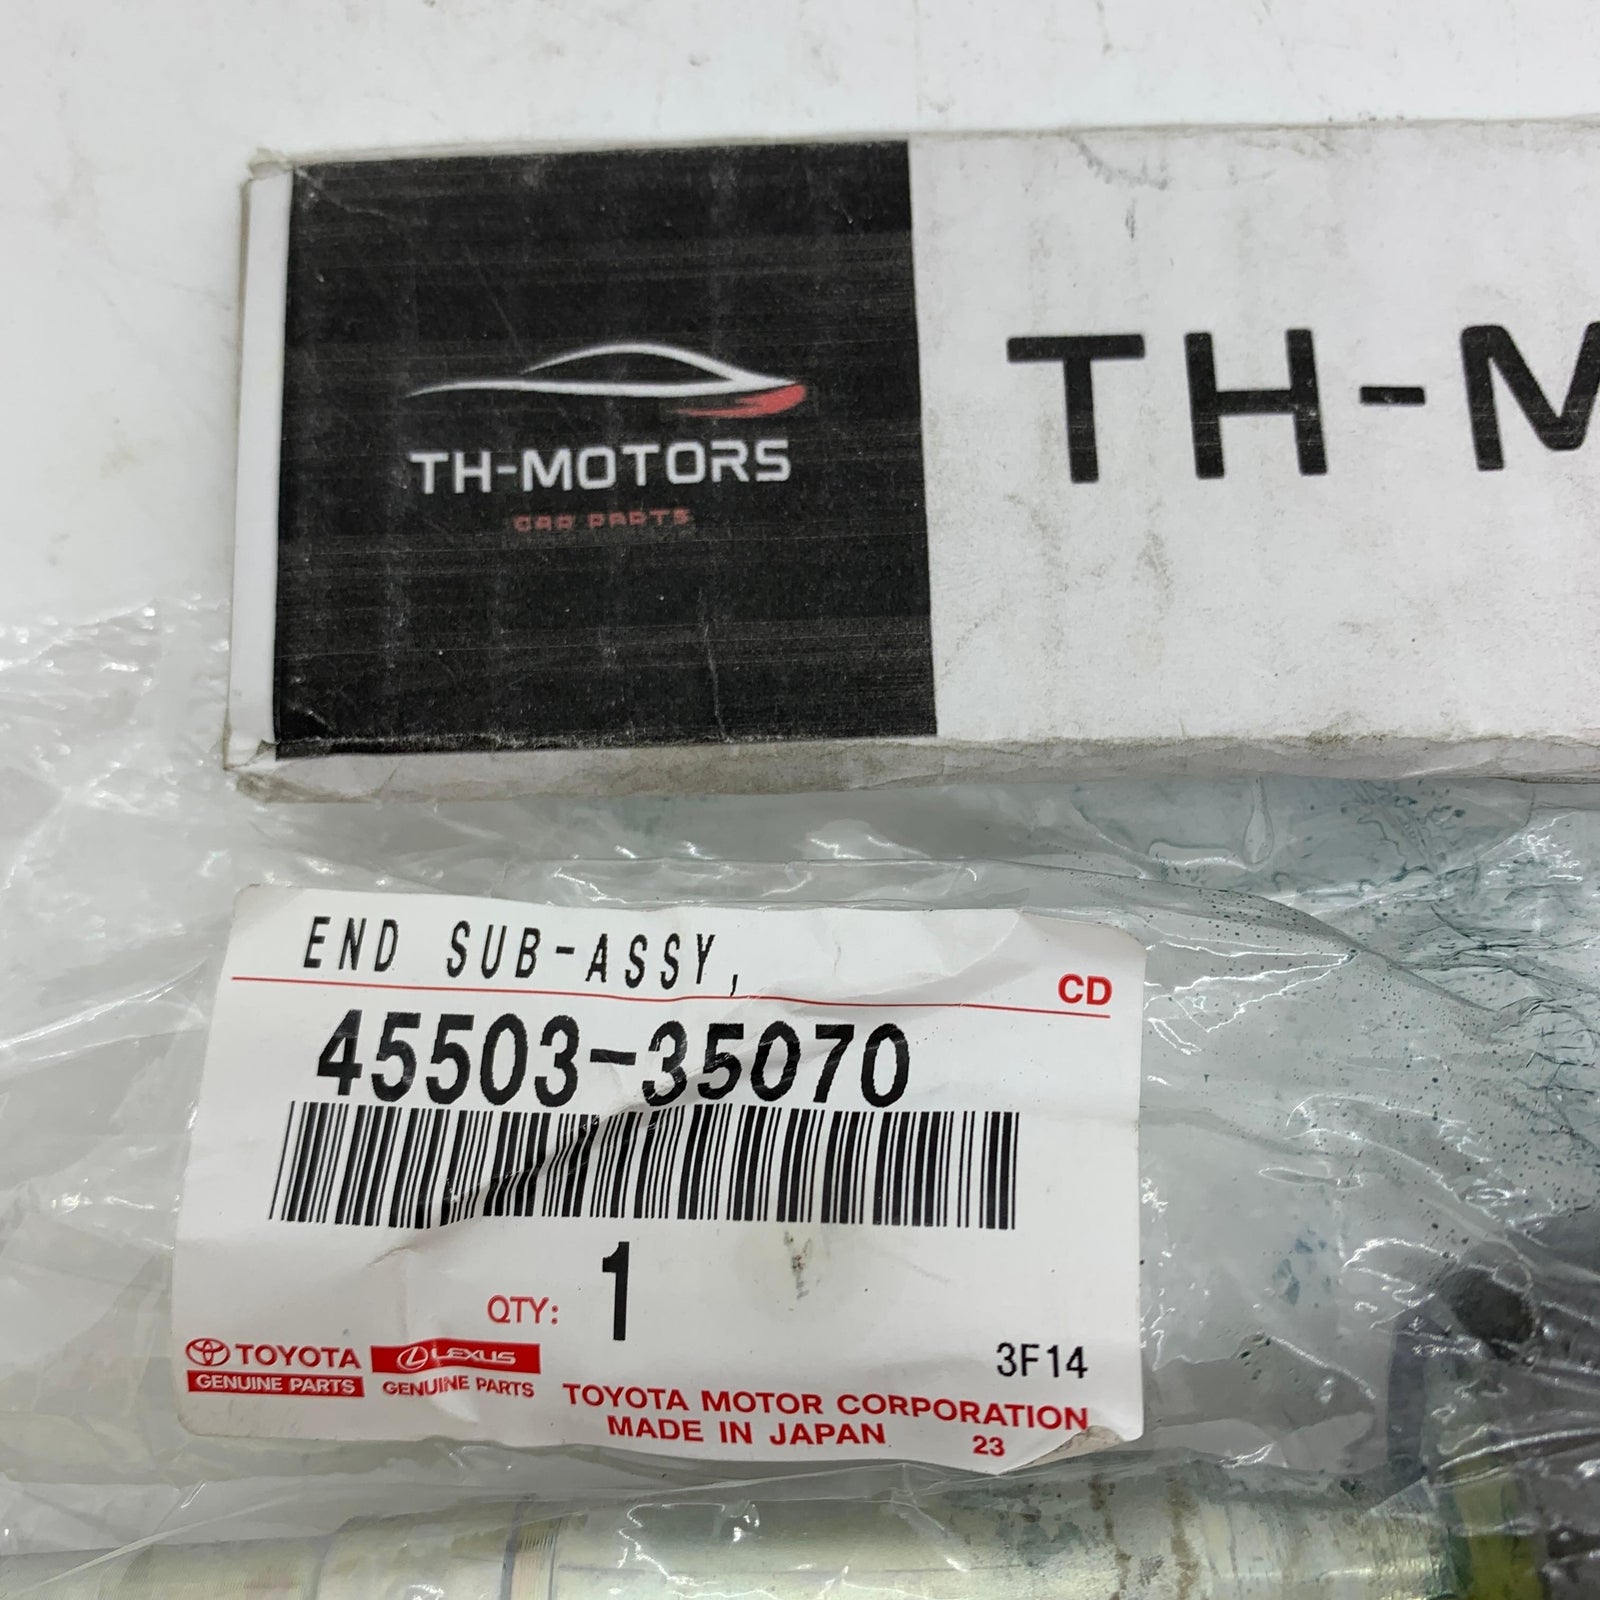 TH-MOTORS
CAR PARTS
TH-M
END SUB-ASSY,
CD
45503-35070
QTY: 1
TOYOTA
GENUINE PARTS
LEXUS
GENUINE PARTS
3F14
TOYOTA MOTOR CORPORATION
MADE IN JAPAN 23